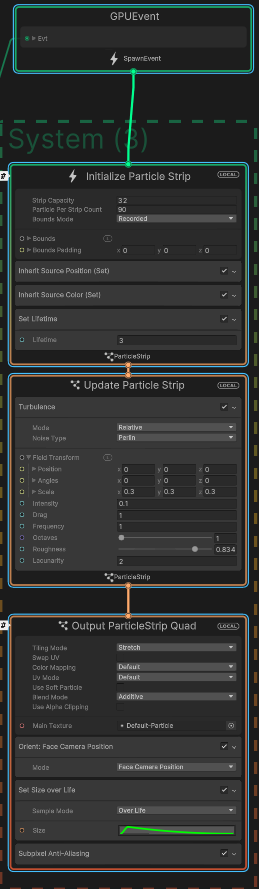 GPUEvent
Evt
SpawnEvent
System (3)
#
Initialize Particle Strip LOCAL
Strip Capacity 32
Particle Per Strip Count 90
Bounds Mode Recorded
Bounds L
Bounds Padding x 0 y 0 z 0
Inherit Source Position (Set)
Inherit Source Color (Set)
Set Lifetime
Lifetime 3
ParticleStrip
Update Particle Strip LOCAL
Turbulence
Mode Relative
Noise Type Perlin
Field Transform L
Position x 0 y 0 z 0
Angles x 0 y 0 z 0
Scale x 0.3 y 0.3 z 0.3
Intensity 0.1
Drag 1
Frequency 1
Octaves 1
Roughness 0.834
Lacunarity 2
ParticleStrip
#
Output ParticleStrip Quad LOCAL
Tiling Mode Stretch
Swap UV
Color Mapping Default
Uv Mode Default
Use Soft Particle
Blend Mode Additive
Use Alpha Clipping
Main Texture Default-Particle
Orient: Face Camera Position
Mode Face Camera Position
Set Size over Life
Sample Mode Over Life
Size
Subpixel Anti-Aliasing